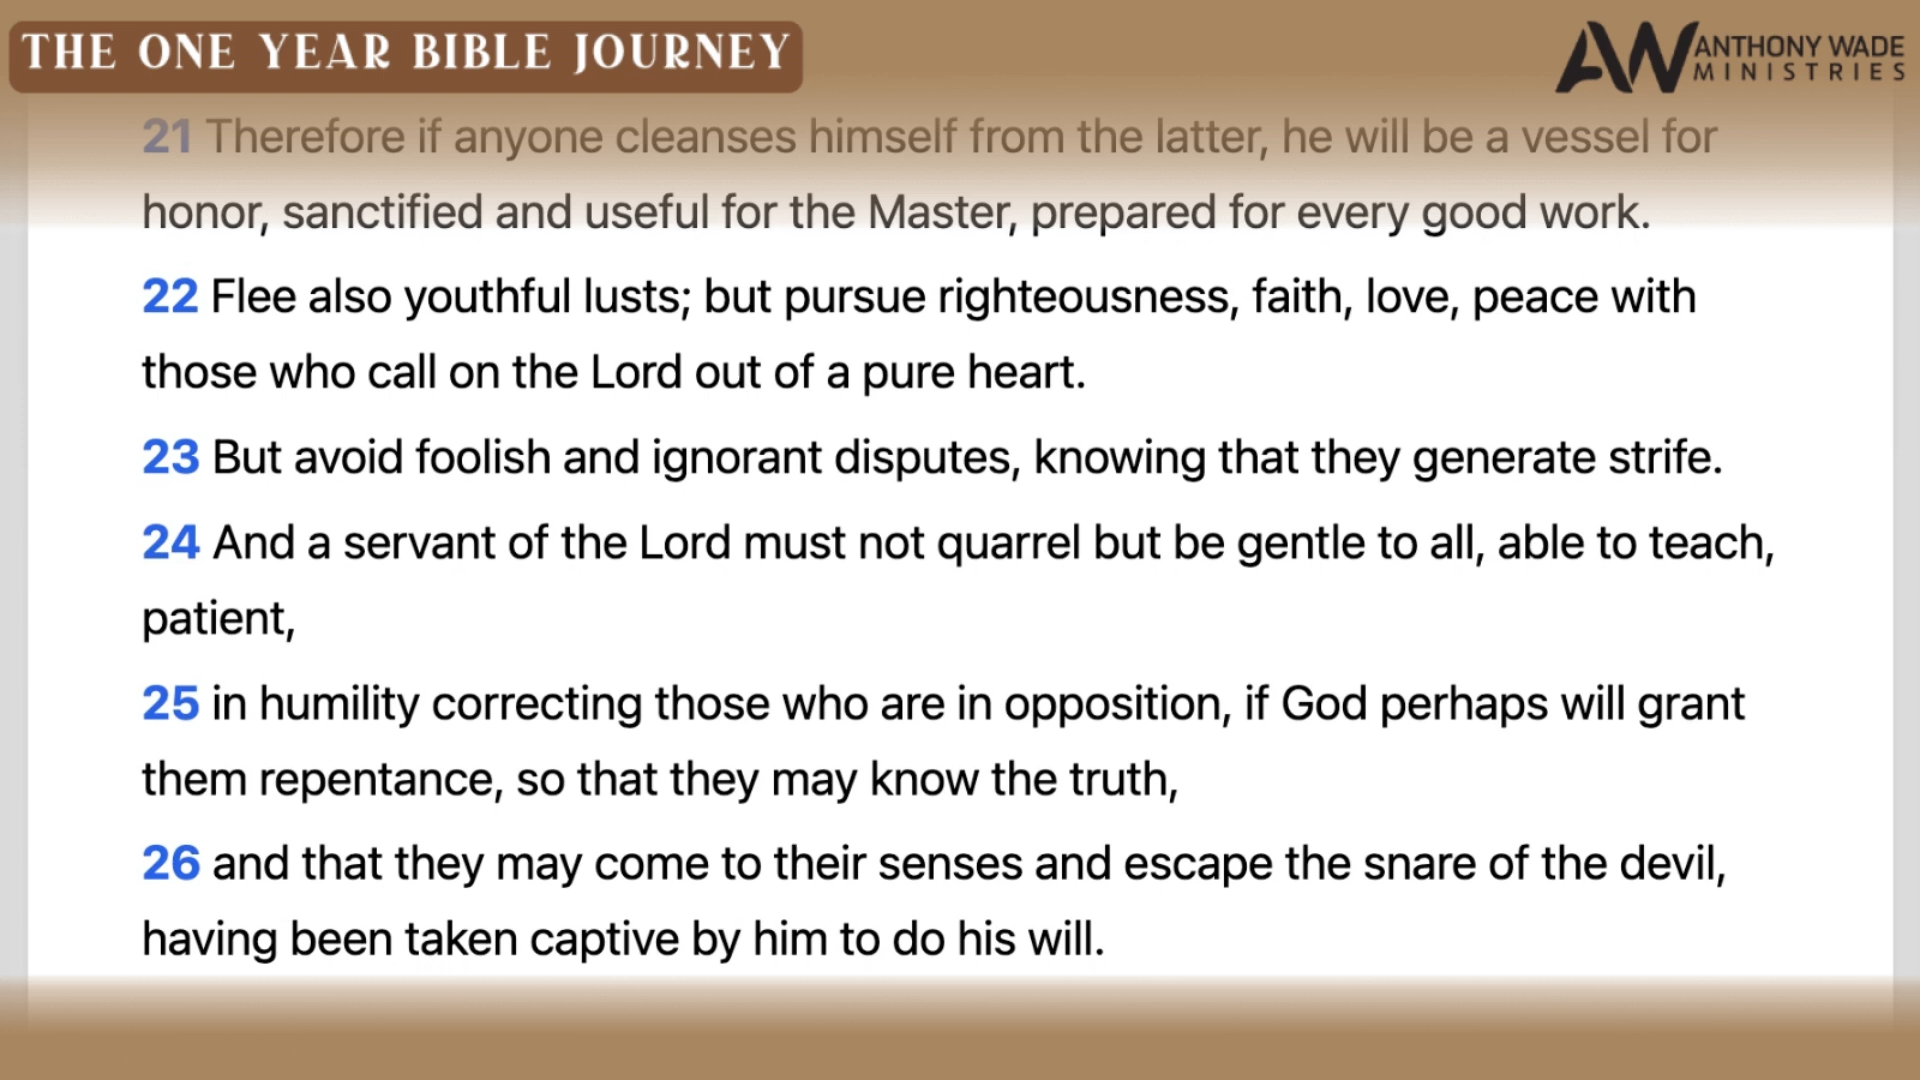 THE ONE YEAR BIBLE JOURNEY
AW ANTHONY WADE
MINISTRIES
21 Therefore if anyone cleanses himself from the latter, he will be a vessel for
honor, sanctified and useful for the Master, prepared for every good work.
22 Flee also youthful lusts; but pursue righteousness, faith, love, peace with
those who call on the Lord out of a pure heart.
23 But avoid foolish and ignorant disputes, knowing that they generate strife.
24 And a servant of the Lord must not quarrel but be gentle to all, able to teach,
patient,
25 in humility correcting those who are in opposition, if God perhaps will grant
them repentance, so that they may know the truth,
26 and that they may come to their senses and escape the snare of the devil,
having been taken captive by him to do his will.